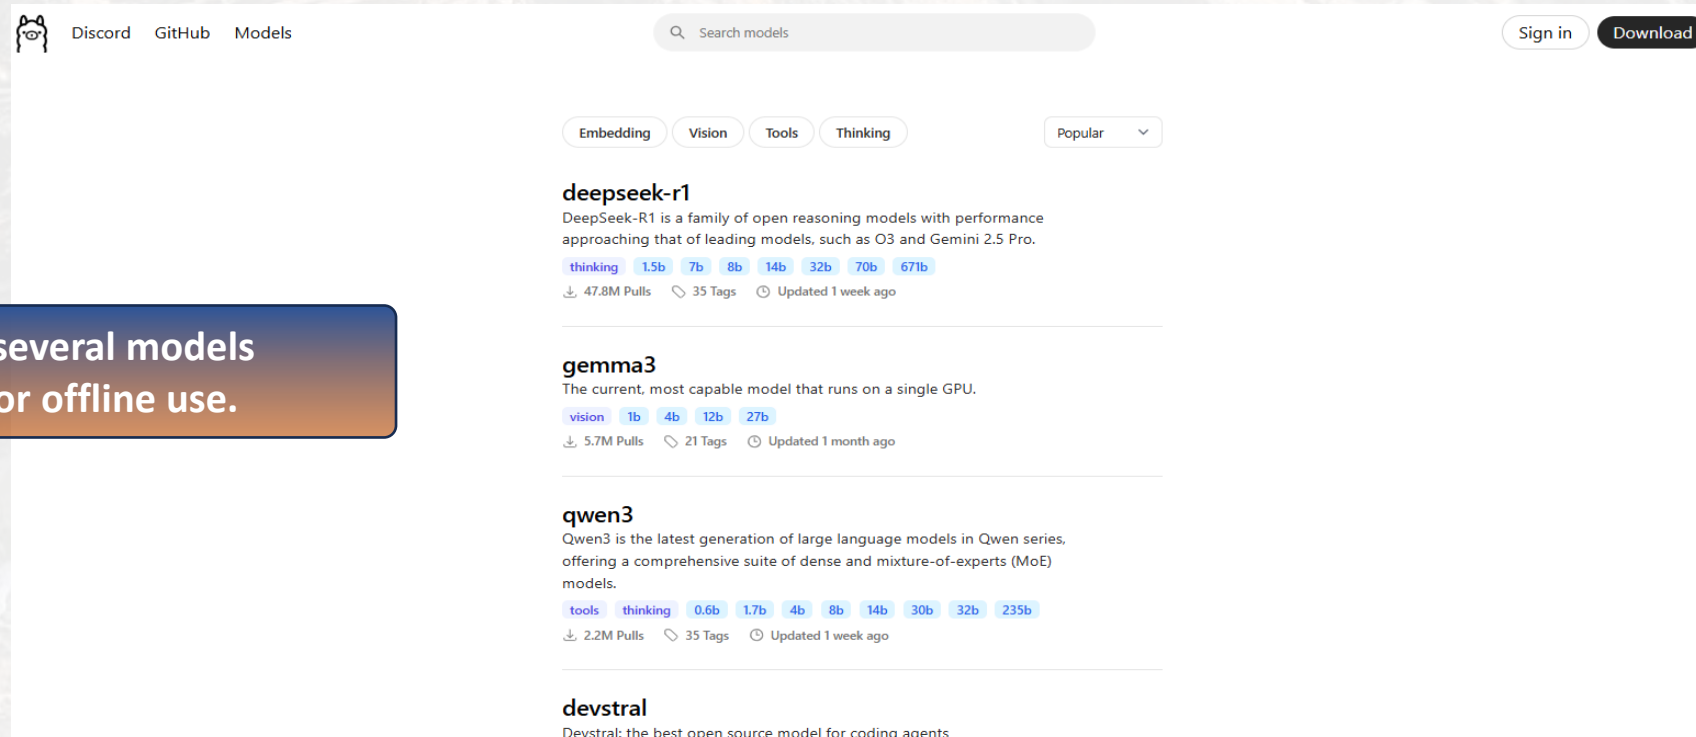 Discord GitHub Models Search models Sign in Download
Embedding Vision Tools Thinking Popular
deepseek-r1
DeepSeek-R1 is a family of open reasoning models with performance
approaching that of leading models, such as O3 and Gemini 2.5 Pro.
thinking 1.5b 7b 8b 14b 32b 70b 671b
47.8M Pulls 35 Tags Updated 1 week ago
several models
or offline use.
gemma3
The current, most capable model that runs on a single GPU.
vision 1b 4b 12b 27b
5.7M Pulls 21 Tags Updated 1 month ago
qwen3
Qwen3 is the latest generation of large language models in Qwen series,
offering a comprehensive suite of dense and mixture-of-experts (MoE)
models.
tools thinking 0.6b 1.7b 4b 8b 14b 30b 32b 235b
2.2M Pulls 35 Tags Updated 1 week ago
devstral
Devstral: the best open source model for coding agents